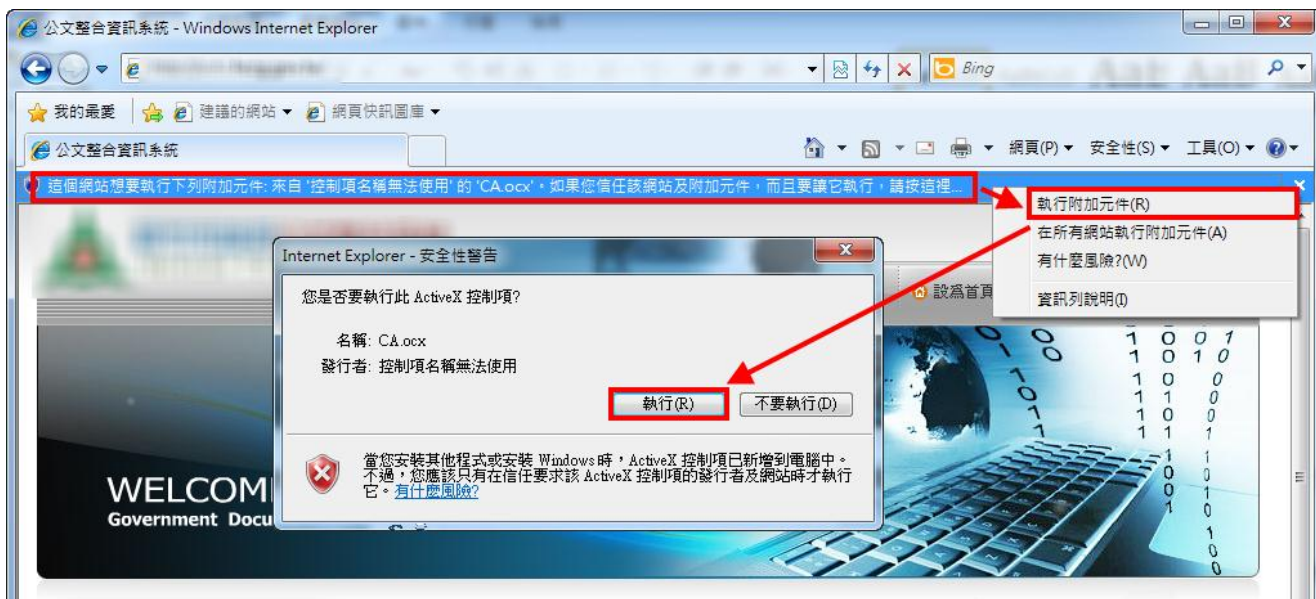 公文整合資訊系統 - Windows Internet Explorer
Bing
我的最愛
建議的網站
網頁快訊圖庫
公文整合資訊系統
網頁(P)
安全性(S)
工具(O)
這個網站想要執行下列附加元件: 來自 '控制項名稱無法使用' 的 'CA.ocx'。如果您信任該網站及附加元件，而且要讓它執行，請按這裡...
執行附加元件(R)
在所有網站執行附加元件(A)
有什麼風險?(W)
資訊列說明(I)
設為首頁
Internet Explorer - 安全性警告
您是否要執行此 ActiveX 控制項?
名稱: CA.ocx
發行者: 控制項名稱無法使用
執行(R)
不要執行(D)
當您安裝其他程式或安裝 Windows 時，ActiveX 控制項已新增到電腦中。
不過，您應該只有在信任要求該 ActiveX 控制項的發行者及網站時才執行
它。有什麼風險?
WELCOM
Government Docu